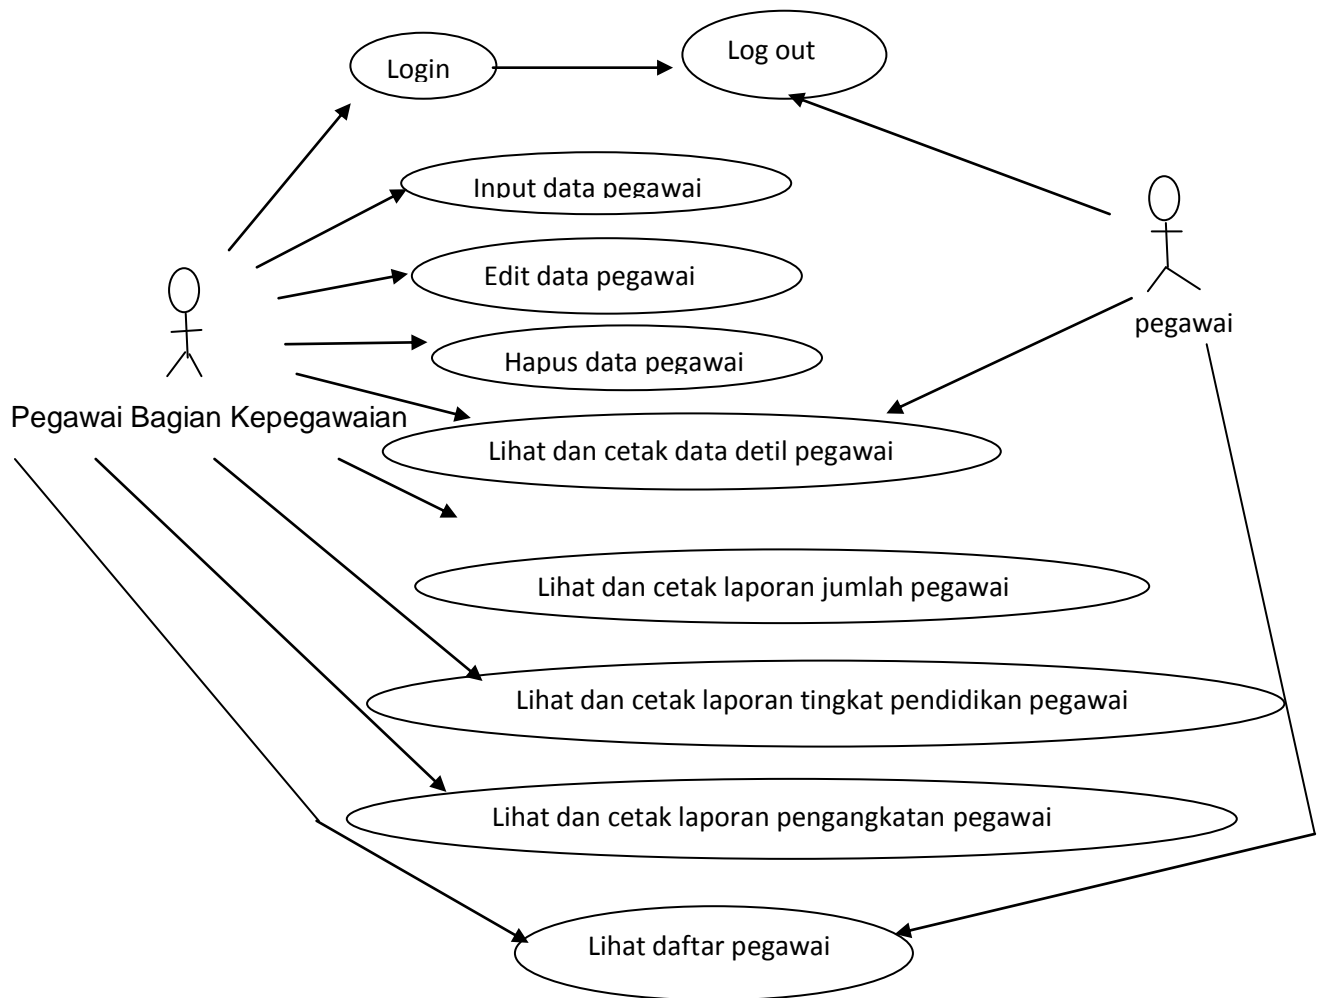 Login
Log out
Input data pegawai
Edit data pegawai
pegawai
Hapus data pegawai
Pegawai Bagian Kepegawaian
Lihat dan cetak data detil pegawai
Lihat dan cetak laporan jumlah pegawai
Lihat dan cetak laporan tingkat pendidikan pegawai
Lihat dan cetak laporan pengangkatan pegawai
Lihat daftar pegawai